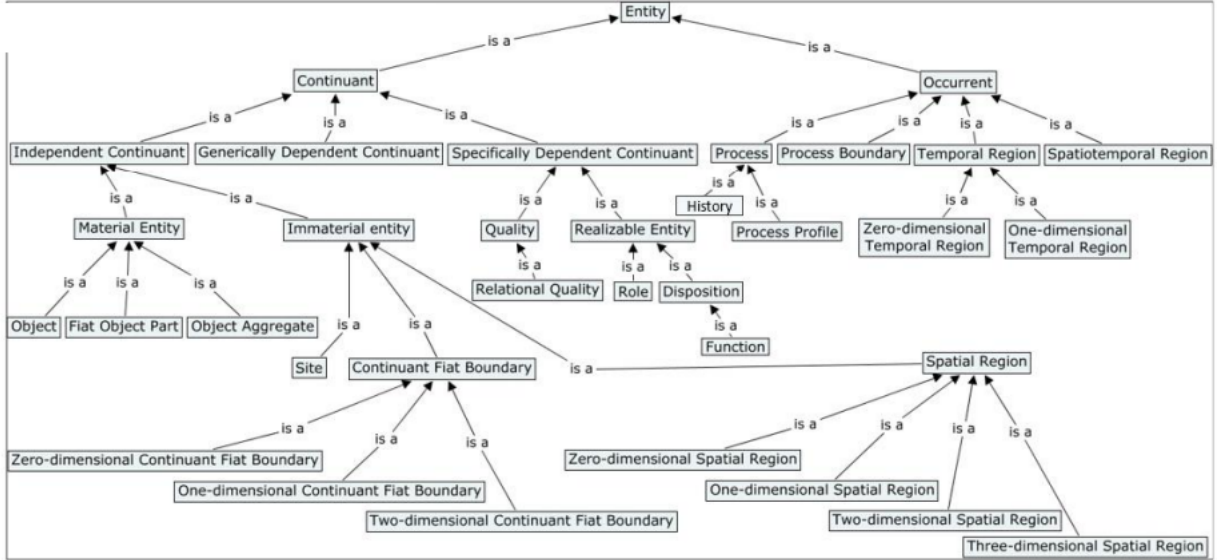 Entity
is a
is a
Continuant
Occurrent
is a
is a
is a
is a
is a
is a
is a
Independent Continuant
Generically Dependent Continuant
Specifically Dependent Continuant
Process
Process Boundary
Temporal Region
Spatiotemporal Region
is a
is a
is a
is a
is a
is a
is a
is a
History
Material Entity
Immaterial entity
Quality
Realizable Entity
Process Profile
Zero-dimensional
Temporal Region
One-dimensional
Temporal Region
is a
is a
is a
is a
is a
is a
Relational Quality
Role
Disposition
Object
Fiat Object Part
Object Aggregate
is a
is a
is a
Function
Site
Continuant Fiat Boundary
is a
Spatial Region
is a
is a
is a
is a
is a
is a
is a
Zero-dimensional Continuant Fiat Boundary
Zero-dimensional Spatial Region
One-dimensional Continuant Fiat Boundary
One-dimensional Spatial Region
Two-dimensional Continuant Fiat Boundary
Two-dimensional Spatial Region
Three-dimensional Spatial Region